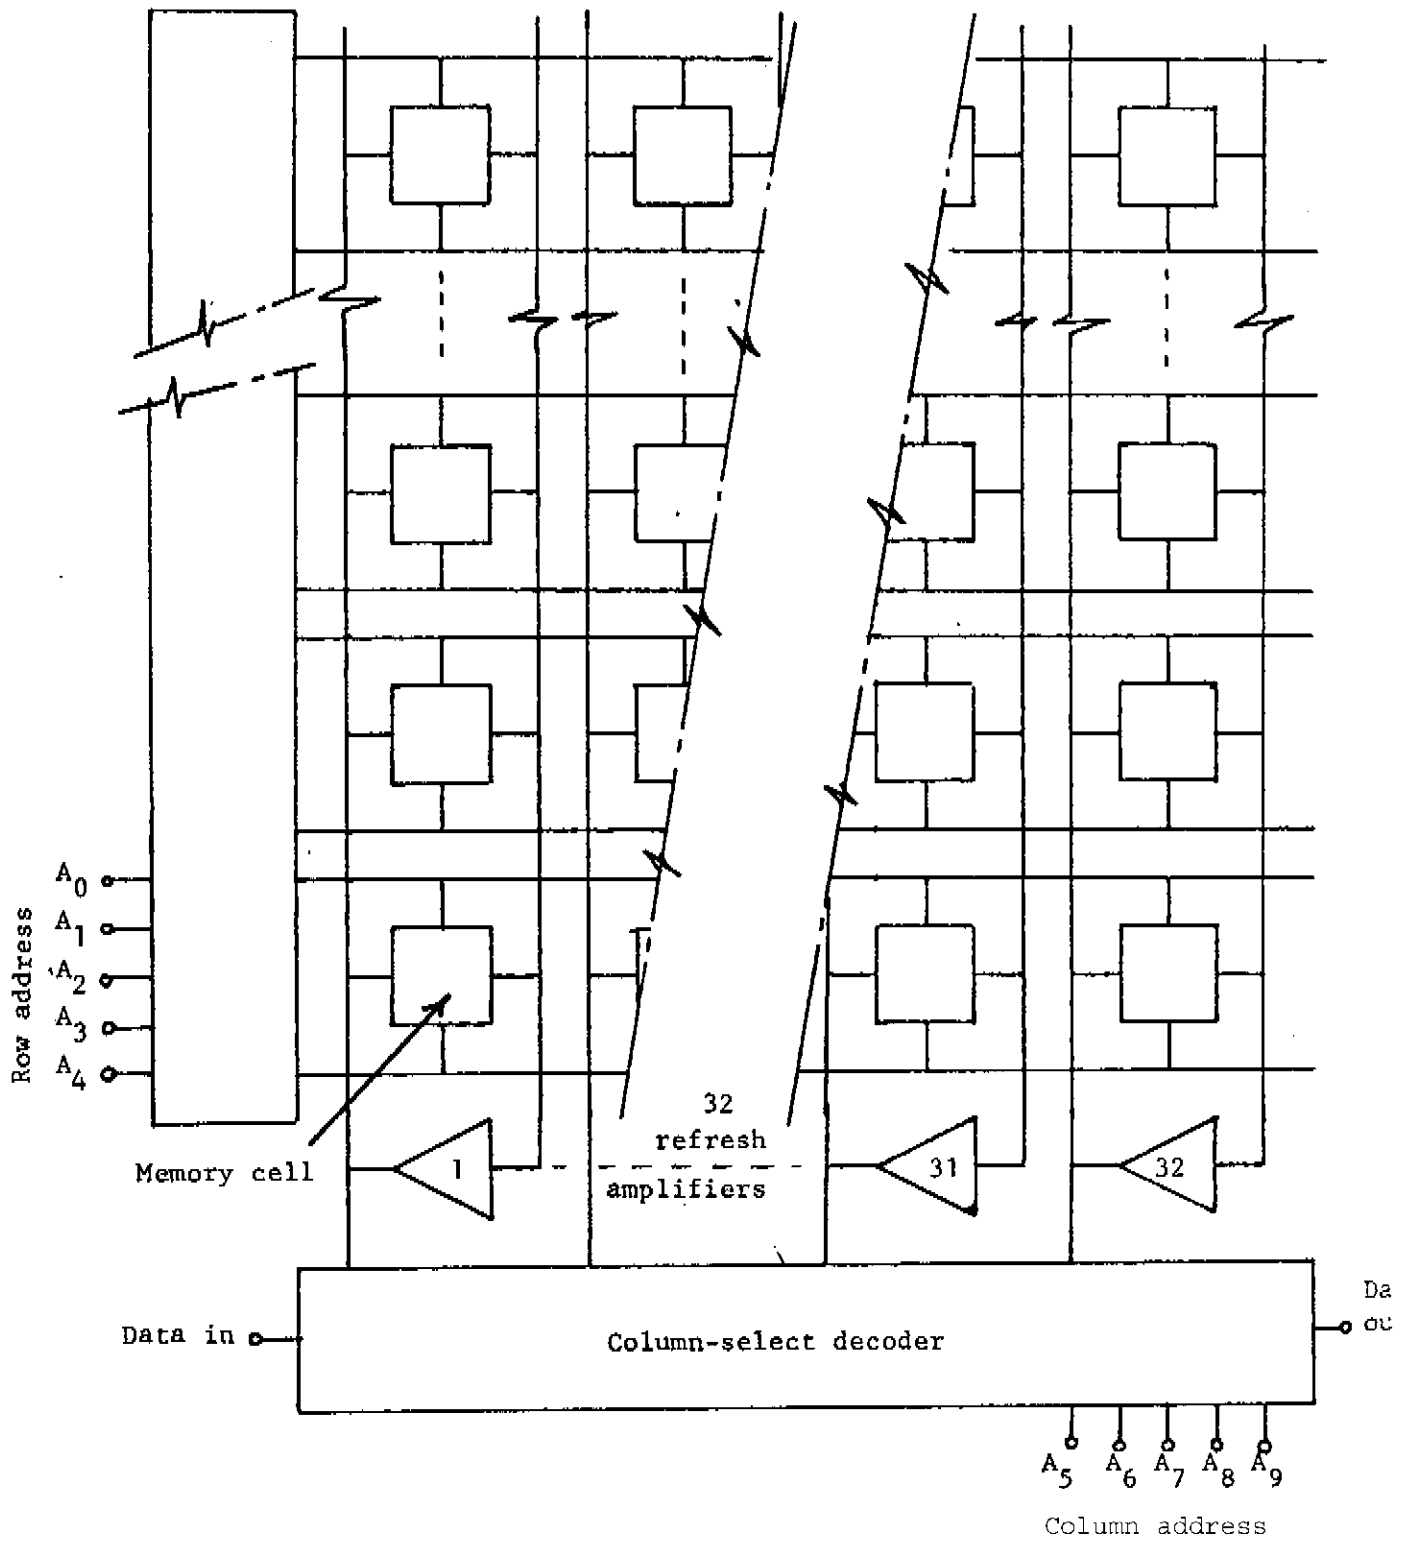 Row address
A0
A1
A2
A3
A4
Memory cell
1
32
refresh
amplifiers
31
32
Data in
Column-select decoder
Da
A5
A6
A7
A8
A9
Column address